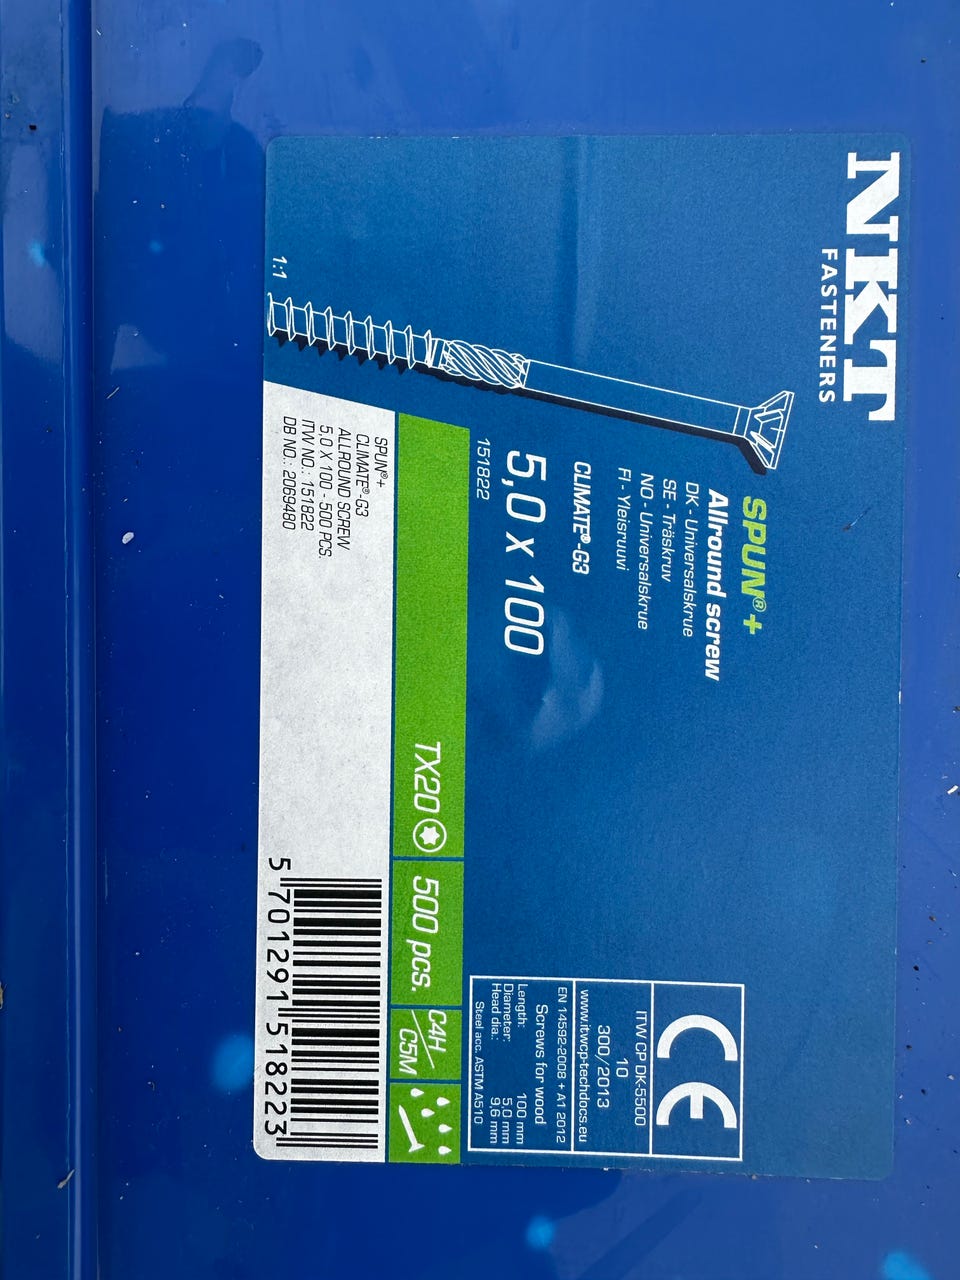 NKT
FASTENERS
SPUN®+
Allround screw
DK - Universalskrue
SE - Träskruv
NO - Universalskrue
FI - Yleisruuvi
CLIMATE®-G3
5,0 x 100
151822
1:1
CE
ITW CP DK-5500
10
300/2013
www.itwcp-techdocs.eu
EN 14592-2008 + A1 2012
Screws for wood
Length: 100 mm
Diameter: 5,0 mm
Head dia.: 9,6 mm
Steel acc. ASTM A510
TX20
500 pcs.
C4H/C5M
SPUN®+
CLIMATE®-G3
ALLROUND SCREW
5,0 X 100 - 500 PCS.
ITW NO.: 151822
DB NO.: 2069480
5 701291 518223